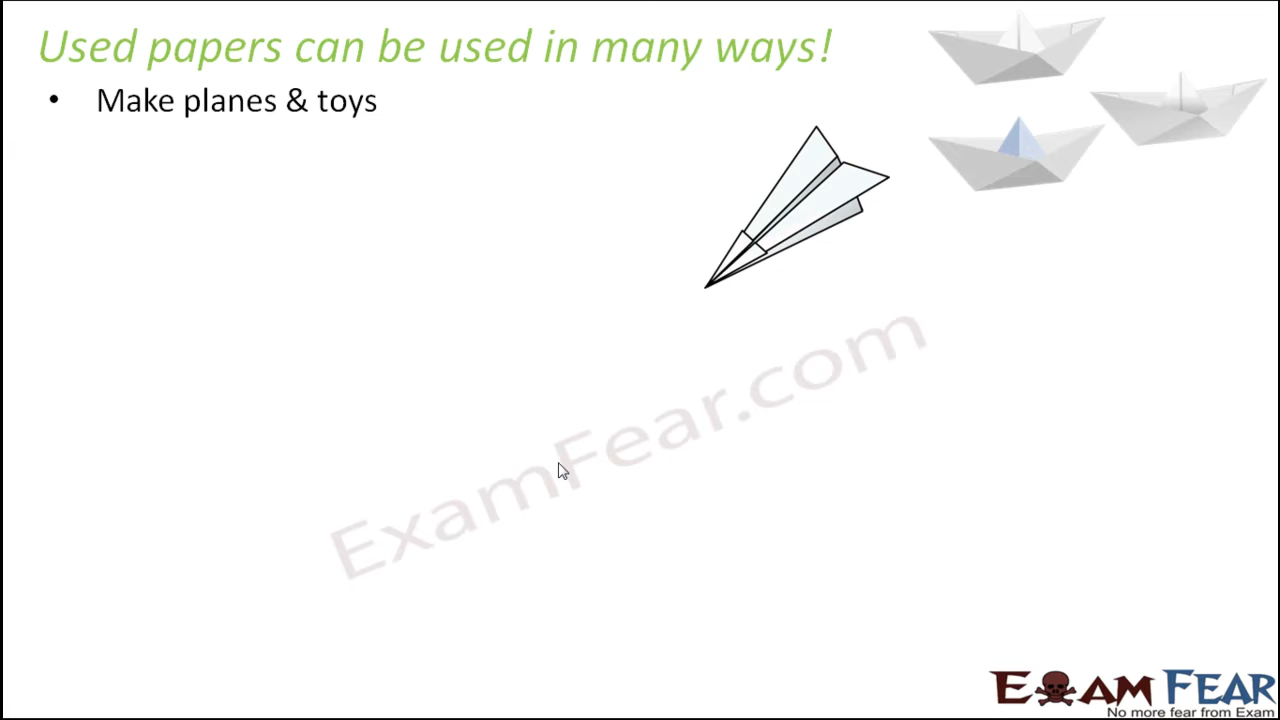 Used papers can be used in many ways!
• Make planes & toys
ExamFear.com
EXAM FEAR
No more fear from Exam